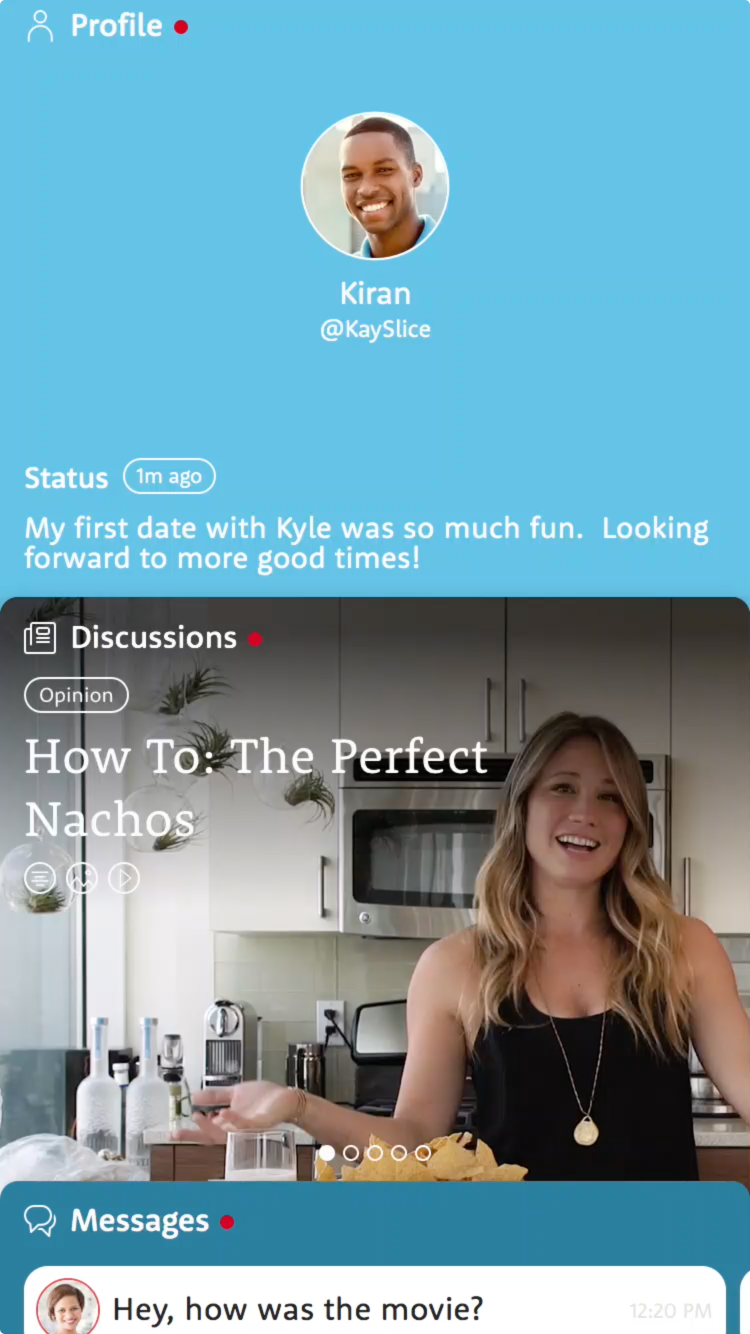 Profile
Kiran
@KaySlice
Status 1m ago
My first date with Kyle was so much fun.  Looking
forward to more good times!
Discussions
Opinion
How To: The Perfect
Nachos
Messages
Hey, how was the movie? 12:20 PM